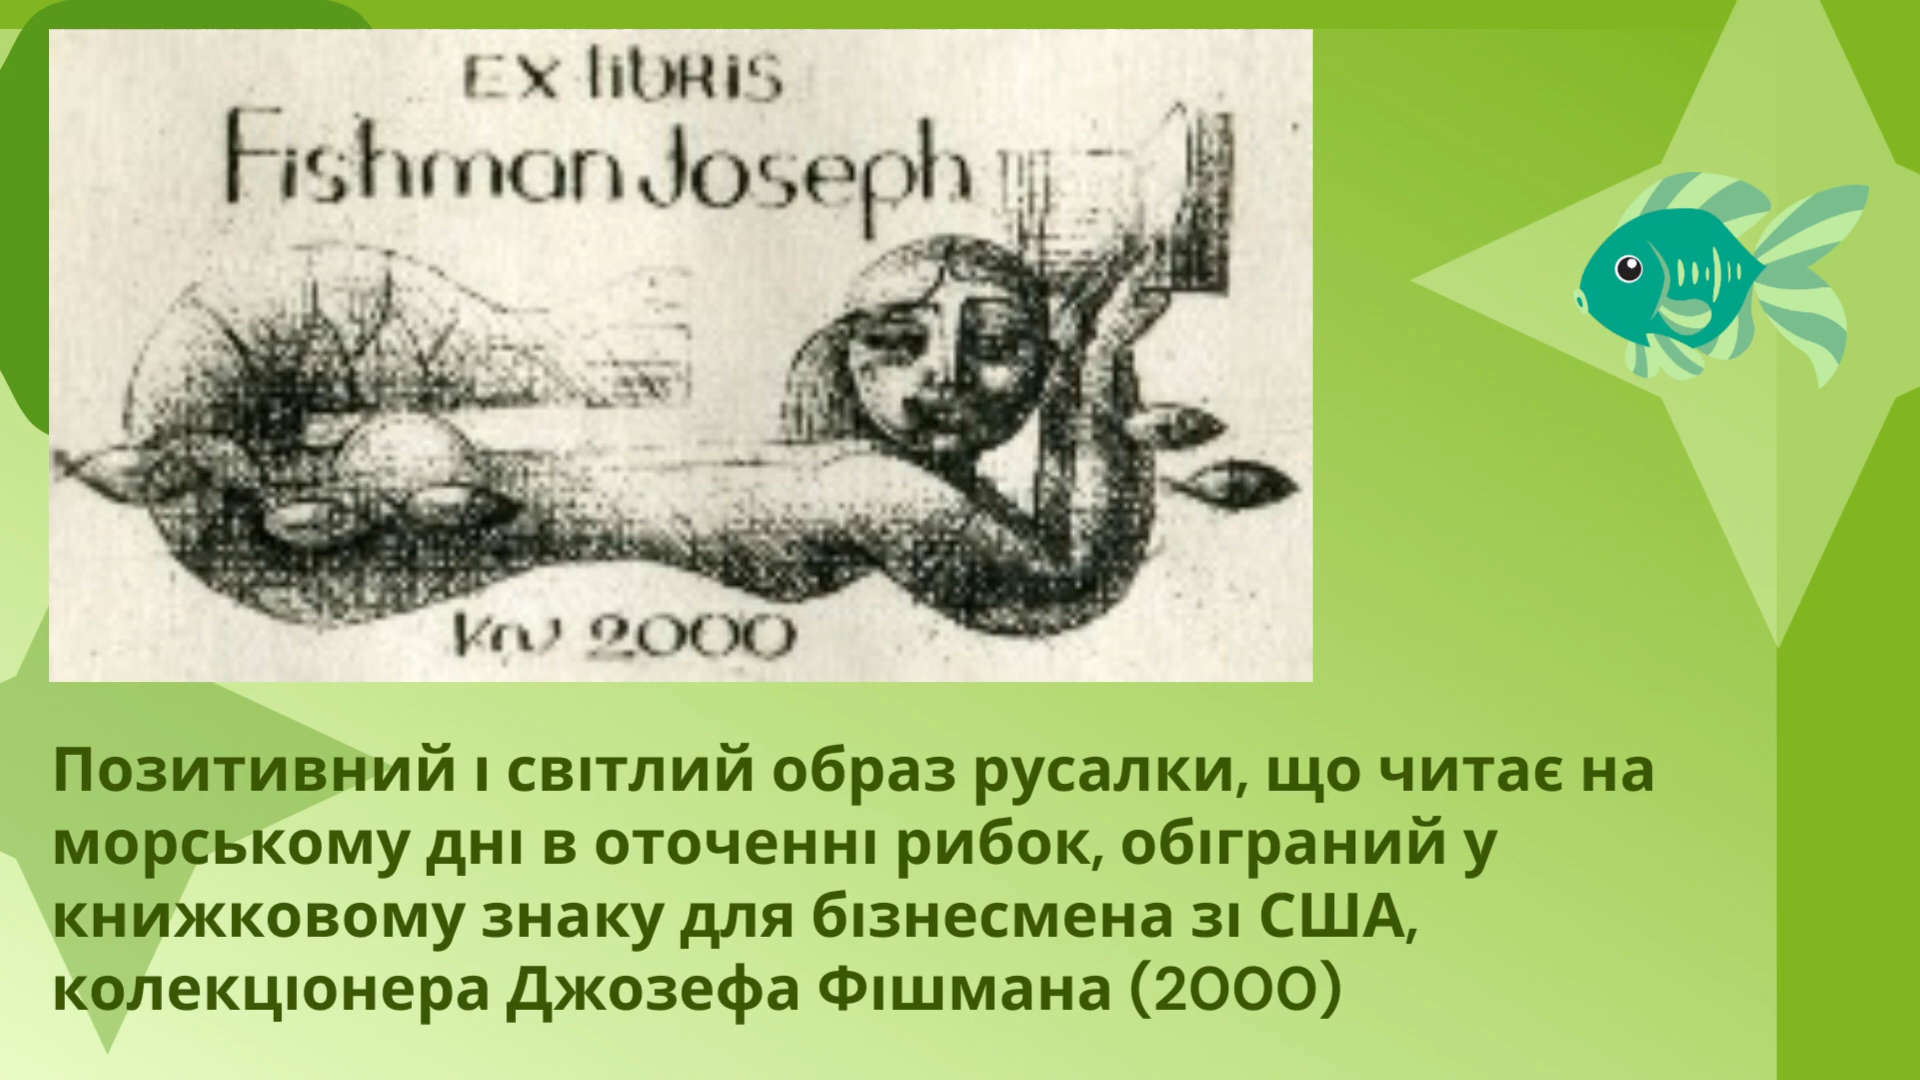 EX libRis
Fishman Joseph
2000
Позитивний і світлий образ русалки, що читає на
морському дні в оточенні рибок, обіграний у
книжковому знаку для бізнесмена зі США,
колекціонера Джозефа Фішмана (2000)